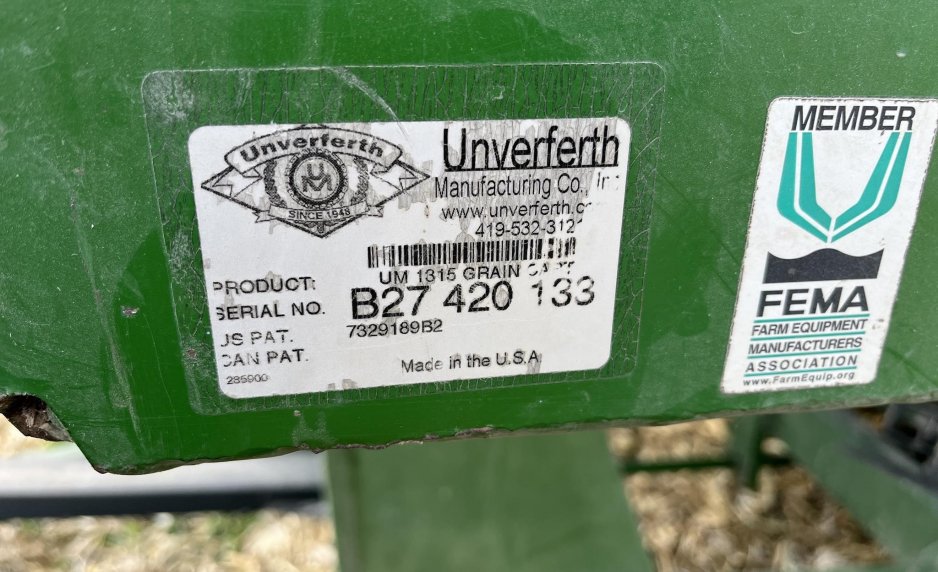 Unverferth
UM
SINCE 1948
Unverferth
Manufacturing Co., In
www.unverferth.c
419-532-312
UM 1315 GRAIN
PRODUCT:
SERIAL NO. B27 420 133
US PAT. 7329189B2
CAN PAT.
285900
Made in the U.S.A
MEMBER
FEMA
FARM EQUIPMENT
MANUFACTURERS
ASSOCIATION
www.FarmEquip.org